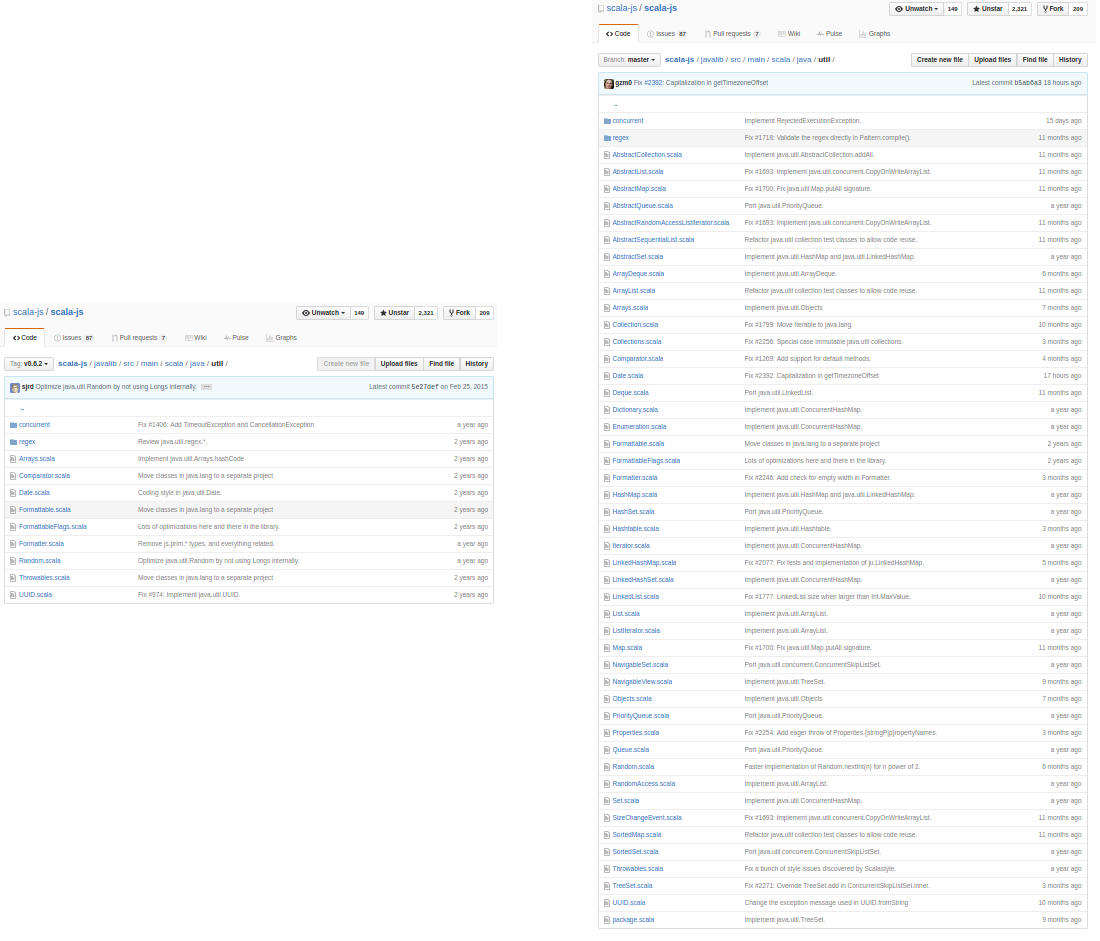 scala-js / scala-js
Unwatch 149 Unstar 2,321 Fork 209
Code Issues 87 Pull requests 7 Wiki Pulse Graphs
Tag: v0.6.2 scala-js / javalib / src / main / scala / java / util / Create new file Upload files Find file History
sjrd Optimize java.util.Random by not using Longs internally. ... Latest commit 5e27def on Feb 25, 2015
..
concurrent Fix #1406: Add TimeoutException and CancellationException a year ago
regex Review java.util.regex.*. 2 years ago
Arrays.scala Implement java.util.Arrays.hashCode 2 years ago
Comparator.scala Move classes in java.lang to a separate project 2 years ago
Date.scala Coding style in java.util.Date. 2 years ago
Formattable.scala Move classes in java.lang to a separate project 2 years ago
FormattableFlags.scala Lots of optimizations here and there in the library. 2 years ago
Formatter.scala Remove js.prim.* types, and everything related. a year ago
Random.scala Optimize java.util.Random by not using Longs internally. a year ago
Throwables.scala Move classes in java.lang to a separate project 2 years ago
UUID.scala Fix #974: Implement java.util.UUID. 2 years ago
scala-js / scala-js
Unwatch 149 Unstar 2,321 Fork 209
Code Issues 87 Pull requests 7 Wiki Pulse Graphs
Branch: master scala-js / javalib / src / main / scala / java / util / Create new file Upload files Find file History
gzm0 Fix #2392: Capitalization in getTimezoneOffset Latest commit b5ab6a3 18 hours ago
..
concurrent Implement RejectedExecutionException. 15 days ago
regex Fix #1718: Validate the regex directly in Pattern.compile(). 11 months ago
AbstractCollection.scala Implement java.util.AbstractCollection.addAll. 11 months ago
AbstractList.scala Fix #1693: Implement java.util.concurrent.CopyOnWriteArrayList. 11 months ago
AbstractMap.scala Fix #1700: Fix java.util.Map.putAll signature. 11 months ago
AbstractQueue.scala Port java.util.PriorityQueue. a year ago
AbstractRandomAccessListIterator.scala Fix #1693: Implement java.util.concurrent.CopyOnWriteArrayList. 11 months ago
AbstractSequentialList.scala Refactor java.util collection test classes to allow code reuse. 11 months ago
AbstractSet.scala Implement java.util.HashMap and java.util.LinkedHashMap. a year ago
ArrayDeque.scala Implement java.util.ArrayDeque. 6 months ago
ArrayList.scala Refactor java.util collection test classes to allow code reuse. 11 months ago
Arrays.scala Implement java.util.Objects 7 months ago
Collection.scala Fix #1799: Move Iterable to java.lang. 10 months ago
Collections.scala Fix #2256: Special case immutable java.util collections. 3 months ago
Comparator.scala Fix #1269: Add support for default methods. 4 months ago
Date.scala Fix #2392: Capitalization in getTimezoneOffset 17 hours ago
Deque.scala Port java.util.LinkedList. 11 months ago
Dictionary.scala Implement java.util.ConcurrentHashMap. a year ago
Enumeration.scala Implement java.util.ConcurrentHashMap. a year ago
Formattable.scala Move classes in java.lang to a separate project 2 years ago
FormattableFlags.scala Lots of optimizations here and there in the library. 2 years ago
Formatter.scala Fix #2246: Add check for empty width in Formatter. 3 months ago
HashMap.scala Implement java.util.HashMap and java.util.LinkedHashMap. a year ago
HashSet.scala Port java.util.PriorityQueue. a year ago
Hashtable.scala Implement java.util.Hashtable. 3 months ago
Iterator.scala Implement java.util.ConcurrentHashMap. a year ago
LinkedHashMap.scala Fix #2077: Fix tests and implementation of ju.LinkedHashMap. 5 months ago
LinkedHashSet.scala Implement java.util.ConcurrentHashMap. a year ago
LinkedList.scala Fix #1777: LinkedList.size when larger than Int.MaxValue. 10 months ago
List.scala Implement java.util.ArrayList. a year ago
ListIterator.scala Implement java.util.ArrayList. a year ago
Map.scala Fix #1700: Fix java.util.Map.putAll signature. 11 months ago
NavigableSet.scala Port java.util.concurrent.ConcurrentSkipListSet. a year ago
NavigableView.scala Implement java.util.TreeSet. 9 months ago
Objects.scala Implement java.util.Objects 7 months ago
PriorityQueue.scala Port java.util.PriorityQueue. a year ago
Properties.scala Fix #2254: Add eager throw of Properties.{stringP|p}ropertyNames. 3 months ago
Queue.scala Port java.util.PriorityQueue. a year ago
Random.scala Faster implementation of Random.nextInt(n) for n power of 2. 6 months ago
RandomAccess.scala Implement java.util.ArrayList. a year ago
Set.scala Implement java.util.ConcurrentHashMap. a year ago
SizeChangeEvent.scala Fix #1693: Implement java.util.concurrent.CopyOnWriteArrayList. 11 months ago
SortedMap.scala Refactor java.util collection test classes to allow code reuse. 11 months ago
SortedSet.scala Port java.util.concurrent.ConcurrentSkipListSet. a year ago
Throwables.scala Fix a bunch of style issues discovered by Scalastyle. a year ago
TreeSet.scala Fix #2271: Override TreeSet.add in ConcurrentSkipListSet.inner. 3 months ago
UUID.scala Change the exception message used in UUID.fromString 10 months ago
package.scala Implement java.util.TreeSet. 9 months ago